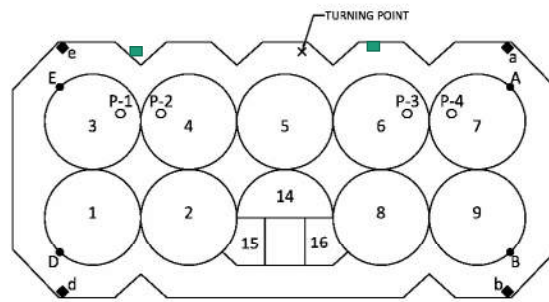 TURNING POINT
e a
E A
P-1 P-2 P-3 P-4
3 4 5 6 7
1 2 14 8 9
15 16
D B
d b